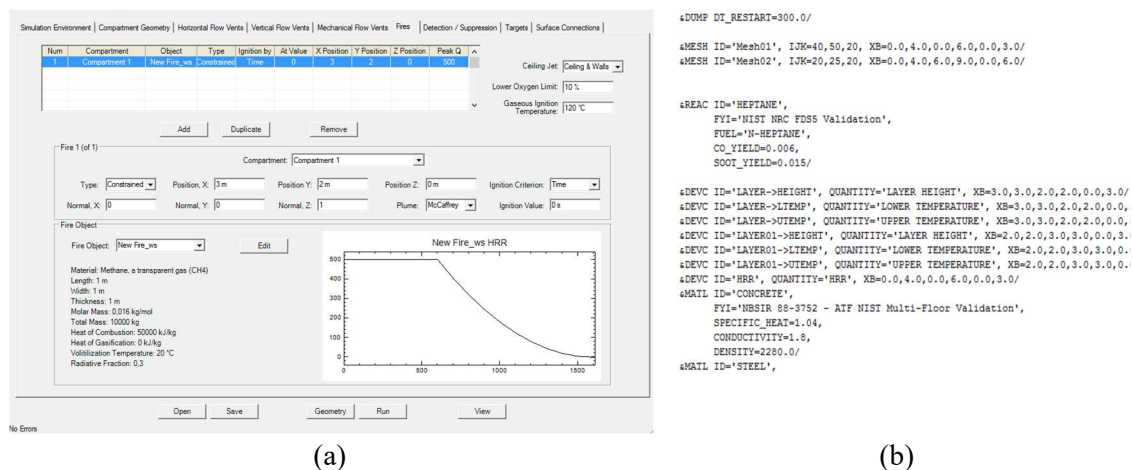 Simulation Environment Compartment Geometry Horizontal Flow Vents Vertical Flow Vents Mechanical Flow Vents Fires Detection / Suppression Targets Surface Connections
Num Compartment Object Type Ignition by At Value X Position Y Position Z Position Peak Q
1 Compartment 1 New Fire_ws Constrained Time 0 3 2 0 500
Ceiling Jet: Ceiling & Walls
Lower Oxygen Limit: 10 %
Gaseous Ignition
Temperature: 120 °C
Add Duplicate Remove
Fire 1 (of 1)
Compartment: Compartment 1
Type: Constrained Position, X: 3 m Position Y: 2 m Position Z: 0 m Ignition Criterion: Time
Normal, X: 0 Normal, Y: 0 Normal, Z: 1 Plume: McCaffrey Ignition Value: 0 s
Fire Object
Fire Object: New Fire_ws Edit
Material: Methane, a transparent gas (CH4)
Length: 1 m
Width: 1 m
Thickness: 1 m
Molar Mass: 0,016 kg/mol
Total Mass: 10000 kg
Heat of Combustion: 50000 kJ/kg
Heat of Gasification: 0 kJ/kg
Volitilization Temperature: 20 °C
Radiative Fraction: 0,3
New Fire_ws HRR
500
400
300
200
100
0
0 500 1000 1500
Open Save Geometry Run View
No Errors
(a)
&DUMP DT_RESTART=300.0/
&MESH ID='Mesh01', IJK=40,50,20, XB=0.0,4.0,0.0,6.0,0.0,3.0/
&MESH ID='Mesh02', IJK=20,25,20, XB=0.0,4.0,6.0,9.0,0.0,6.0/
&REAC ID='HEPTANE',
FYI='NIST NRC FDS5 Validation',
FUEL='N-HEPTANE',
CO_YIELD=0.006,
SOOT_YIELD=0.015/
&DEVC ID='LAYER->HEIGHT', QUANTITY='LAYER HEIGHT', XB=3.0,3.0,2.0,2.0,0.0,3.0/
&DEVC ID='LAYER->LTEMP', QUANTITY='LOWER TEMPERATURE', XB=3.0,3.0,2.0,2.0,0.0,
&DEVC ID='LAYER->UTEMP', QUANTITY='UPPER TEMPERATURE', XB=3.0,3.0,2.0,2.0,0.0,
&DEVC ID='LAYER01->HEIGHT', QUANTITY='LAYER HEIGHT', XB=2.0,2.0,3.0,3.0,0.0,3.
&DEVC ID='LAYER01->LTEMP', QUANTITY='LOWER TEMPERATURE', XB=2.0,2.0,3.0,3.0,0.
&DEVC ID='LAYER01->UTEMP', QUANTITY='UPPER TEMPERATURE', XB=2.0,2.0,3.0,3.0,0.
&DEVC ID='HRR', QUANTITY='HRR', XB=0.0,4.0,0.0,6.0,0.0,3.0/
&MATL ID='CONCRETE',
FYI='NBSIR 88-3752 - ATF NIST Multi-Floor Validation',
SPECIFIC_HEAT=1.04,
CONDUCTIVITY=1.8,
DENSITY=2280.0/
&MATL ID='STEEL',
(b)